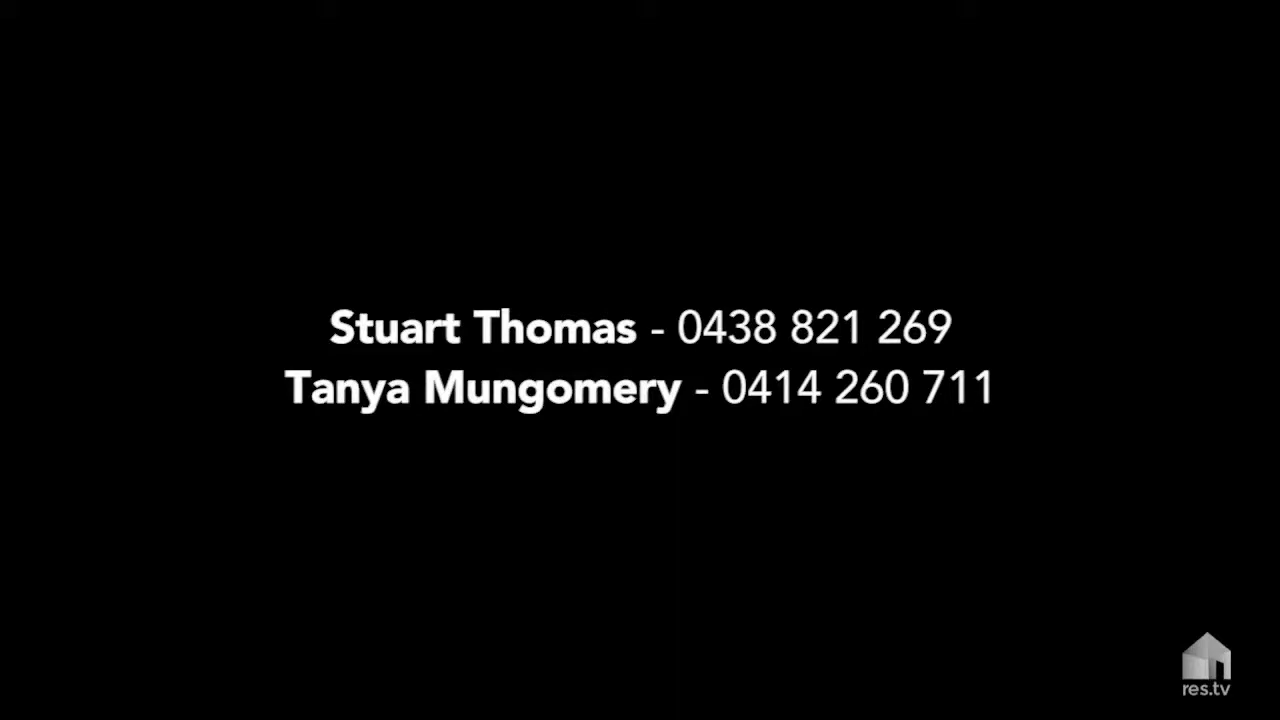 Stuart Thomas - 0438 821 269
Tanya Mungomery - 0414 260 711
res.tv